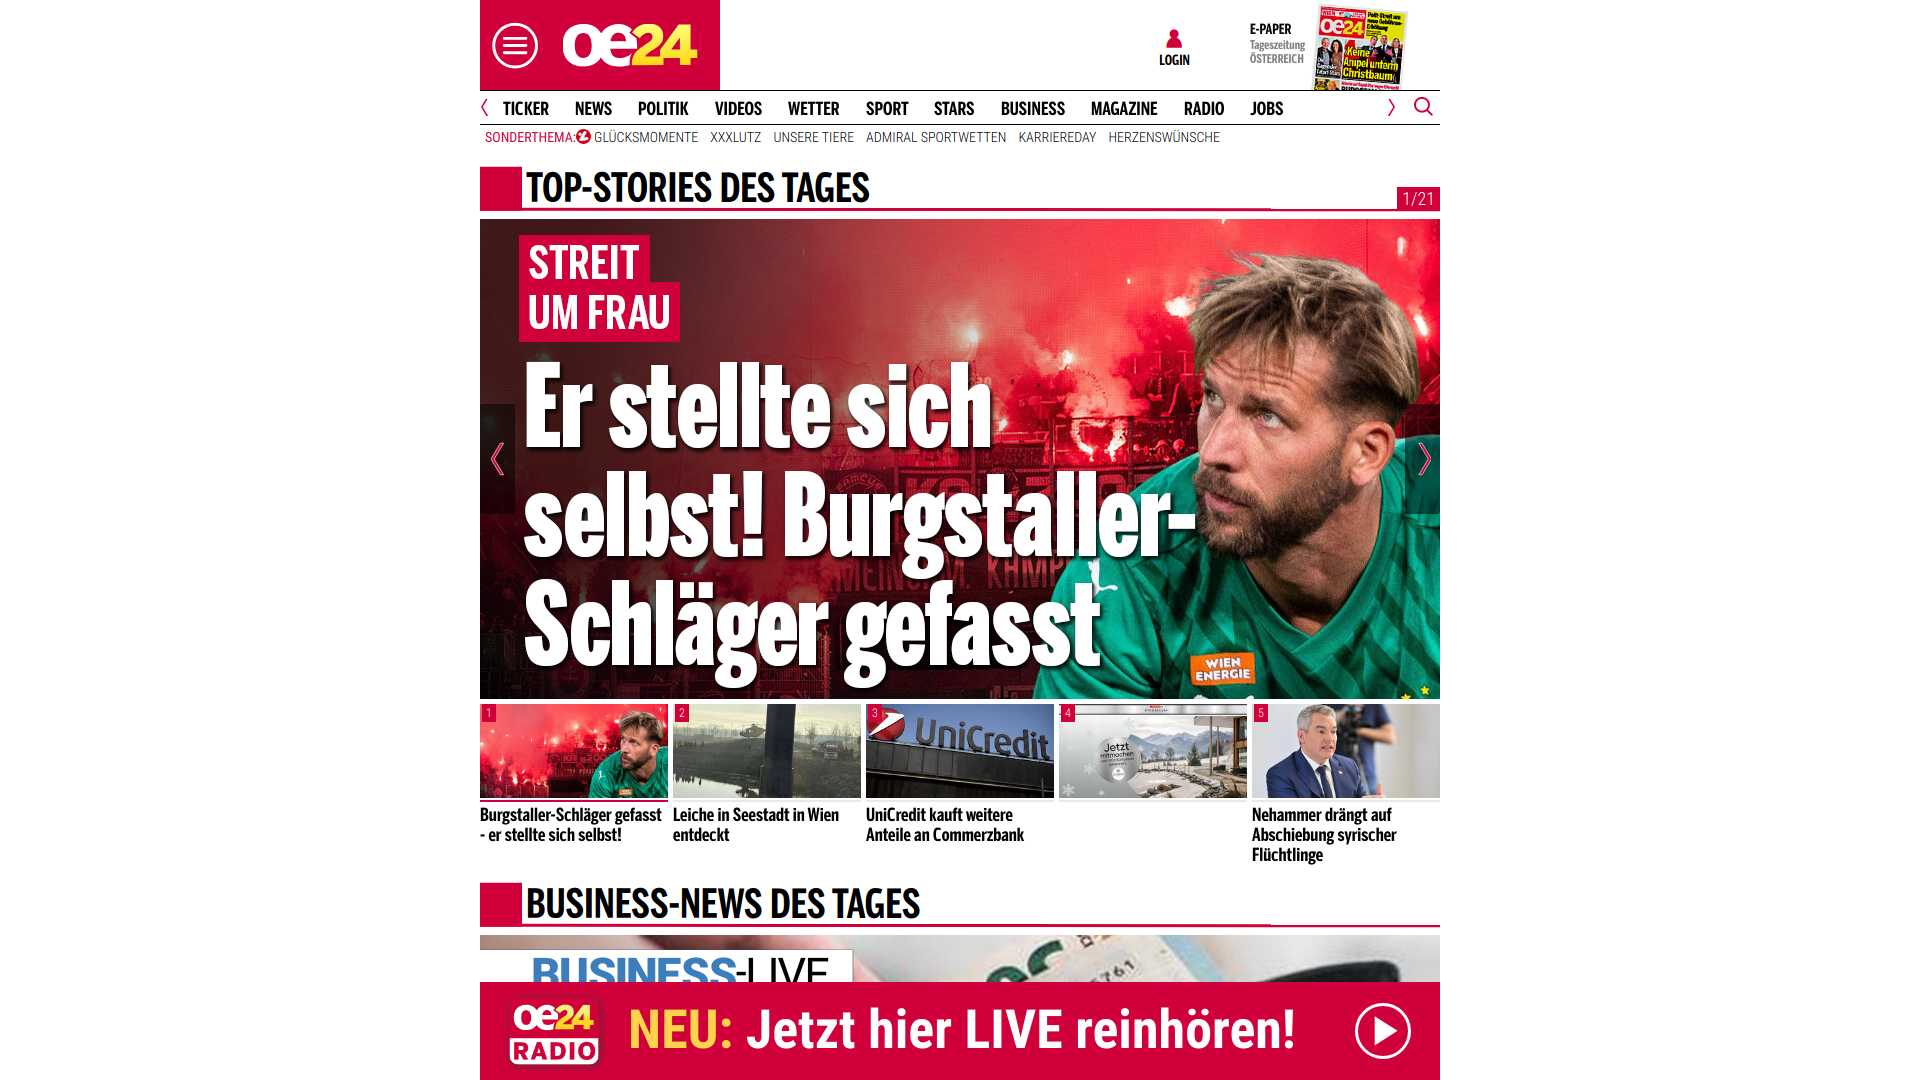 oe24
LOGIN
E-PAPER
Tageszeitung
ÖSTERREICH
oe24
Keine
Ampel unterm
Christbaum
TICKER NEWS POLITIK VIDEOS WETTER SPORT STARS BUSINESS MAGAZINE RADIO JOBS
SONDERTHEMA: GLÜCKSMOMENTE XXXLUTZ UNSERE TIERE ADMIRAL SPORTWETTEN KARRIEREDAY HERZENSWÜNSCHE
TOP-STORIES DES TAGES
1/21
STREIT
UM FRAU
Er stellte sich
selbst! Burgstaller-
Schläger gefasst
WIEN
ENERGIE
1
2
3
4
5
UniCredit
Jetzt
mitmachen
Burgstaller-Schläger gefasst
- er stellte sich selbst!
Leiche in Seestadt in Wien
entdeckt
UniCredit kauft weitere
Anteile an Commerzbank
Nehammer drängt auf
Abschiebung syrischer
Flüchtlinge
BUSINESS-NEWS DES TAGES
BUSINESS-LIVE
oe24
RADIO
NEU: Jetzt hier LIVE reinhören!